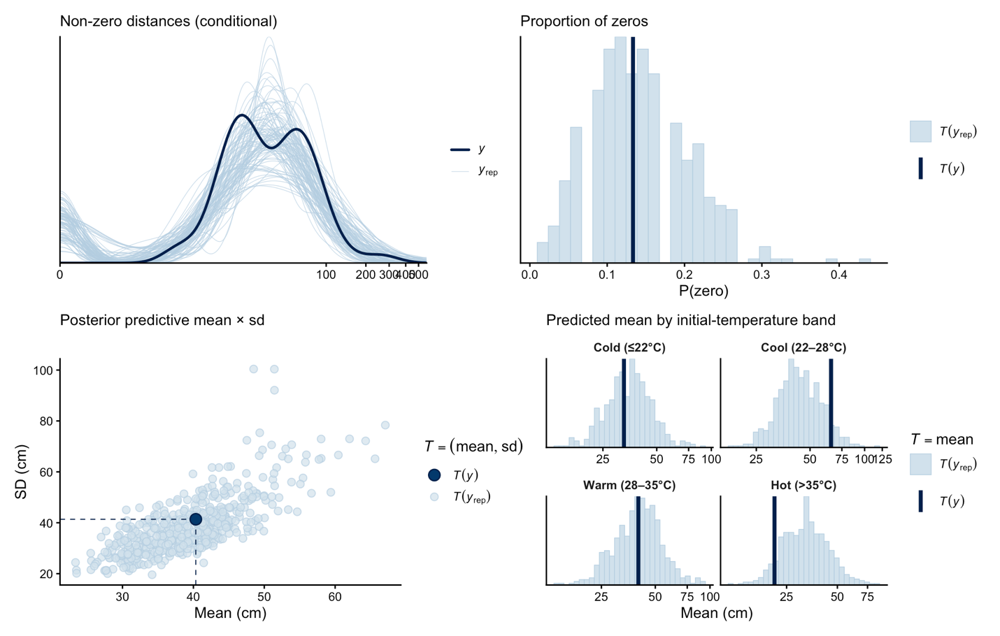 Non-zero distances (conditional)
0
100
200
300
400
500
y
yrep
Proportion of zeros
0.0
0.1
0.2
0.3
0.4
P(zero)
T(yrep)
T(y)
Posterior predictive mean × sd
100
80
60
40
20
SD (cm)
30
40
50
60
Mean (cm)
T = (mean, sd)
T(y)
T(yrep)
Predicted mean by initial-temperature band
Cold (≤22°C)
25
50
75
100
Cool (22–28°C)
25
50
75
100
125
Warm (28–35°C)
25
50
75
100
Hot (>35°C)
25
50
75
Mean (cm)
T = mean
T(yrep)
T(y)